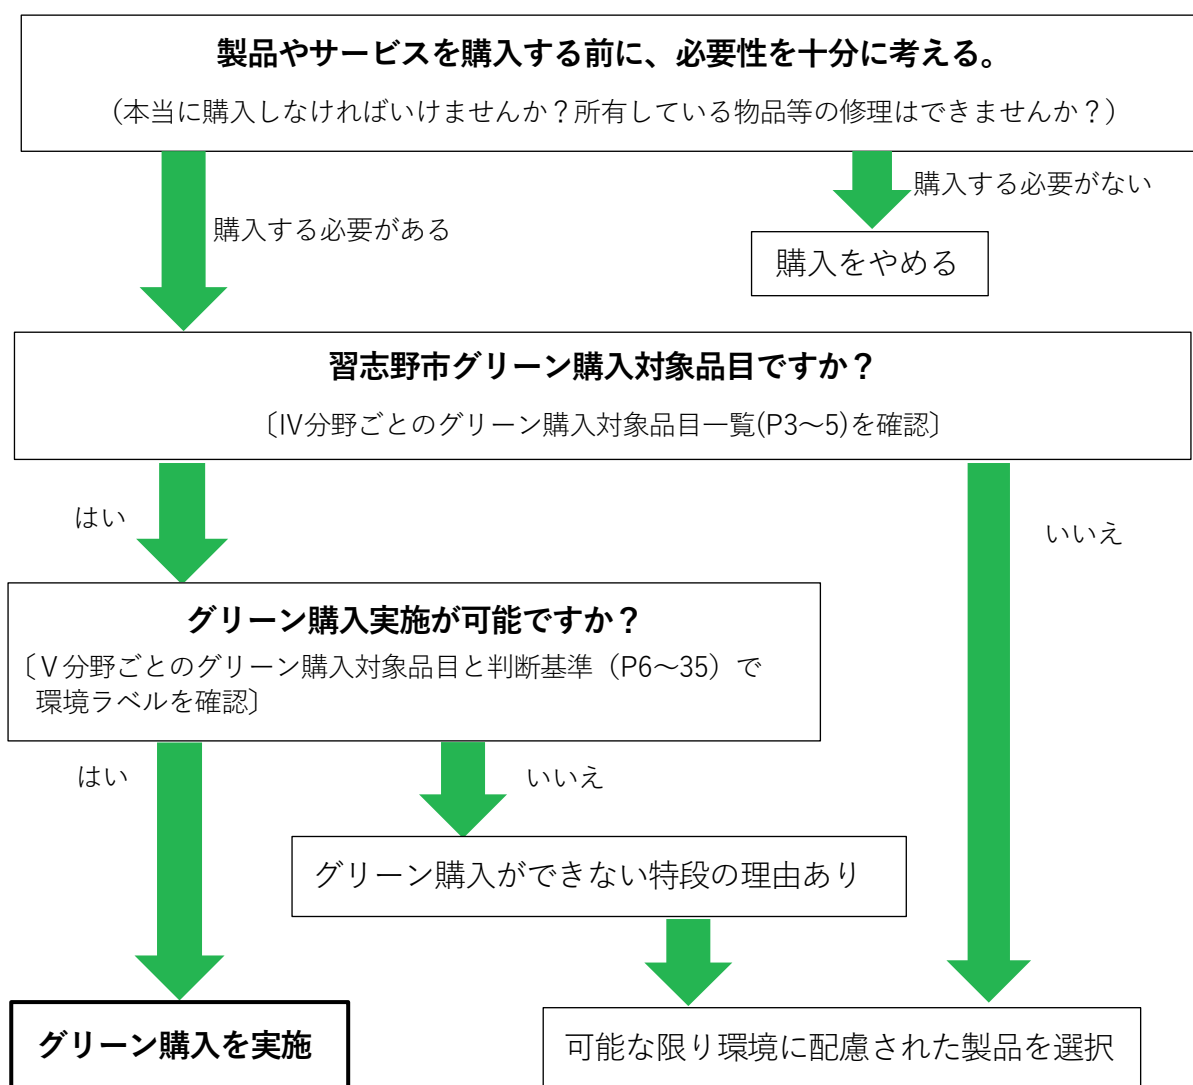 製品やサービスを購入する前に、必要性を十分に考える。
（本当に購入しなければいけませんか？所有している物品等の修理はできませんか？）
購入する必要がない
購入する必要がある
購入をやめる
習志野市グリーン購入対象品目ですか？
〔Ⅳ分野ごとのグリーン購入対象品目一覧(P3～5)を確認〕
はい
いいえ
グリーン購入実施が可能ですか？
〔Ⅴ分野ごとのグリーン購入対象品目と判断基準（P6～35）で
環境ラベルを確認〕
はい
いいえ
グリーン購入ができない特段の理由あり
グリーン購入を実施
可能な限り環境に配慮された製品を選択